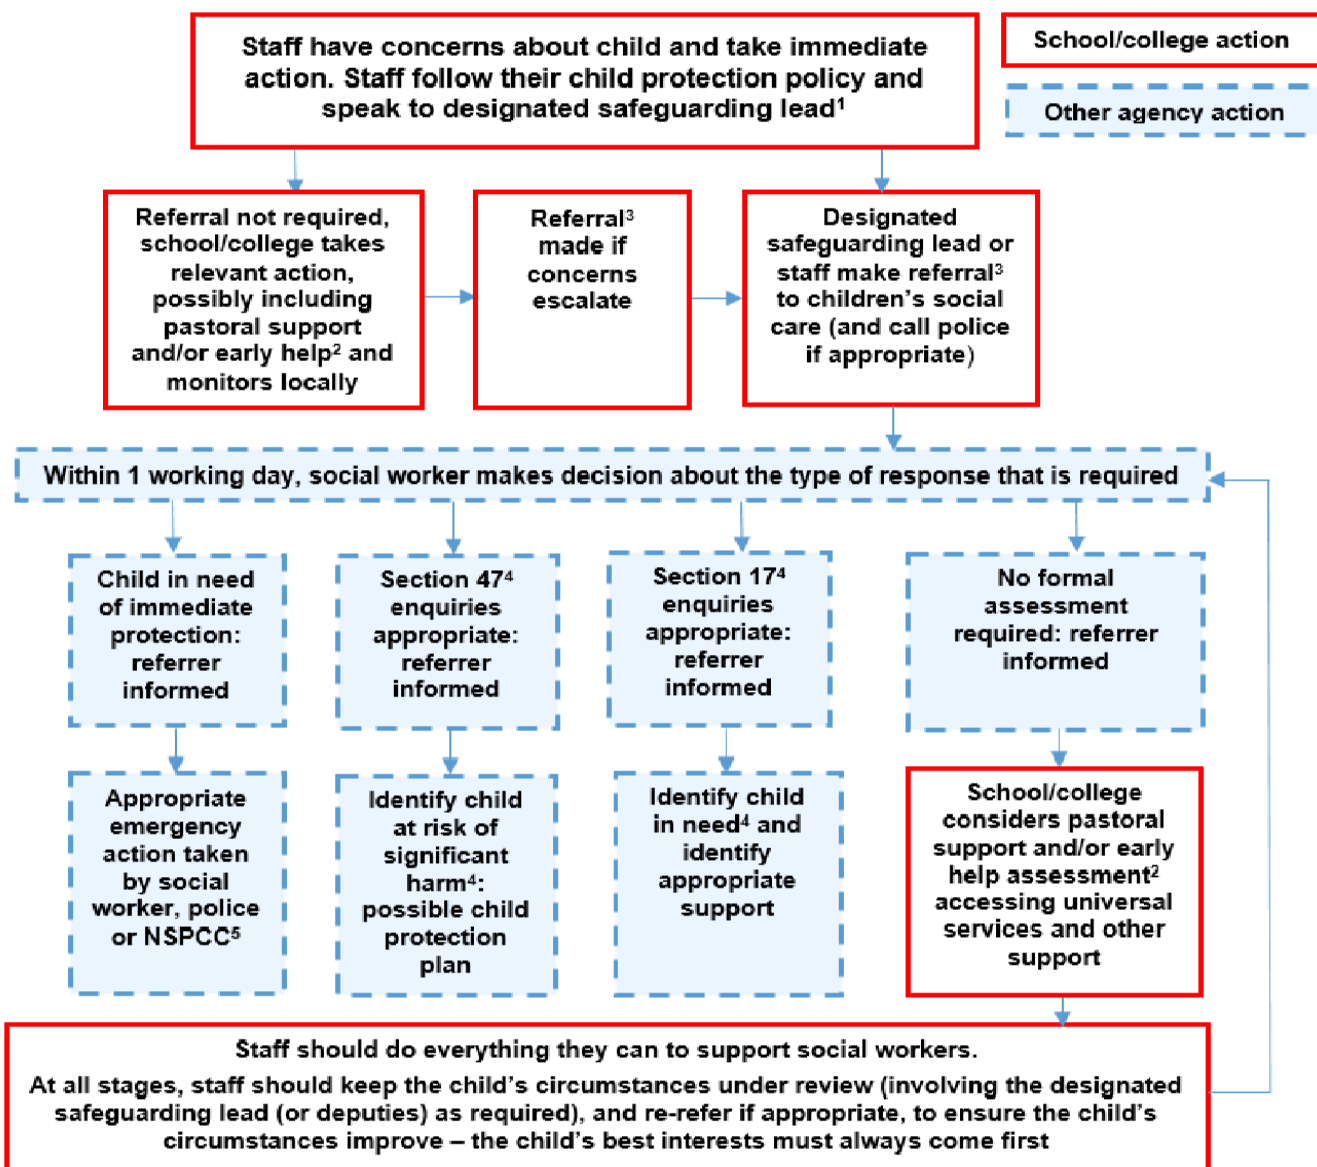 Staff have concerns about child and take immediate
action. Staff follow their child protection policy and
speak to designated safeguarding lead¹
School/college action
Other agency action
Referral not required,
school/college takes
relevant action,
possibly including
pastoral support
and/or early help² and
monitors locally
Referral³
made if
concerns
escalate
Designated
safeguarding lead or
staff make referral³
to children’s social
care (and call police
if appropriate)
Within 1 working day, social worker makes decision about the type of response that is required
Child in need
of immediate
protection:
referrer
informed
Section 47⁴
enquiries
appropriate:
referrer
informed
Section 17⁴
enquiries
appropriate:
referrer
informed
No formal
assessment
required: referrer
informed
Appropriate
emergency
action taken
by social
worker, police
or NSPCC⁵
Identify child
at risk of
significant
harm⁴:
possible child
protection
plan
Identify child
in need⁴ and
identify
appropriate
support
School/college
considers pastoral
support and/or early
help assessment²
accessing universal
services and other
support
Staff should do everything they can to support social workers.
At all stages, staff should keep the child’s circumstances under review (involving the designated
safeguarding lead (or deputies) as required), and re-refer if appropriate, to ensure the child’s
circumstances improve – the child’s best interests must always come first